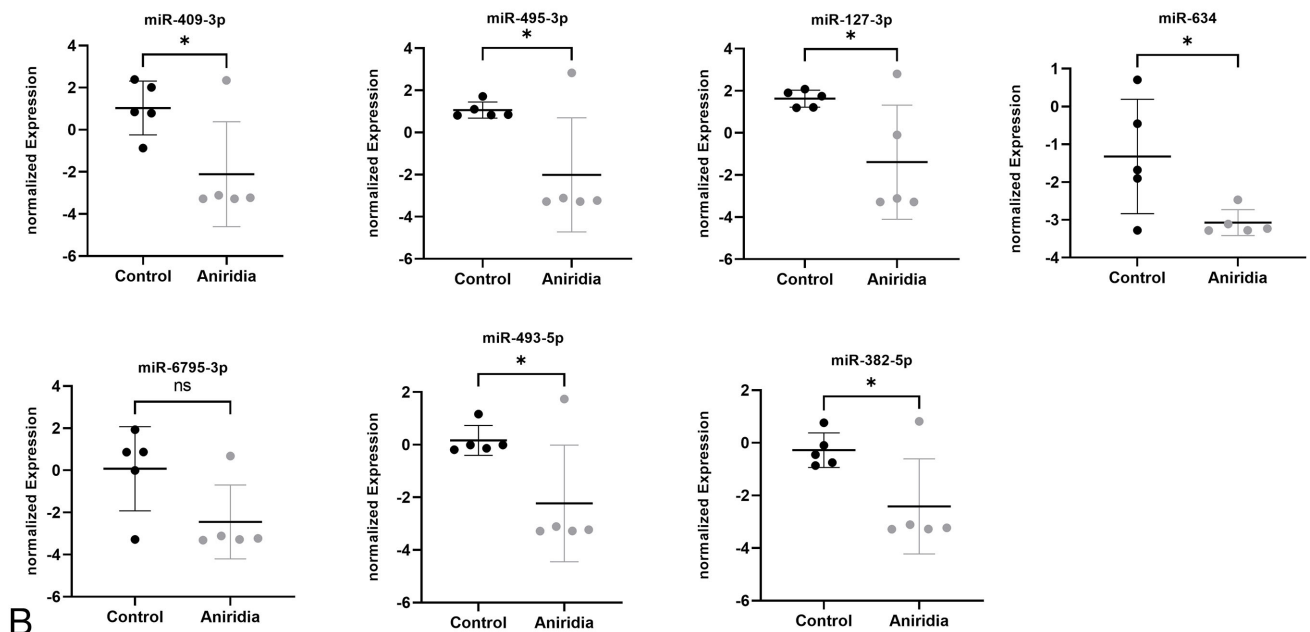 miR-409-3p
*
normalized Expression
4
2
0
-2
-4
-6
Control
Aniridia
miR-495-3p
*
normalized Expression
4
2
0
-2
-4
-6
Control
Aniridia
miR-127-3p
*
normalized Expression
4
2
0
-2
-4
-6
Control
Aniridia
miR-634
*
normalized Expression
1
0
-1
-2
-3
-4
Control
Aniridia
miR-6795-3p
ns
normalized Expression
4
2
0
-2
-4
-6
Control
Aniridia
miR-493-5p
*
normalized Expression
2
0
-2
-4
-6
Control
Aniridia
miR-382-5p
*
normalized Expression
2
0
-2
-4
-6
Control
Aniridia
B